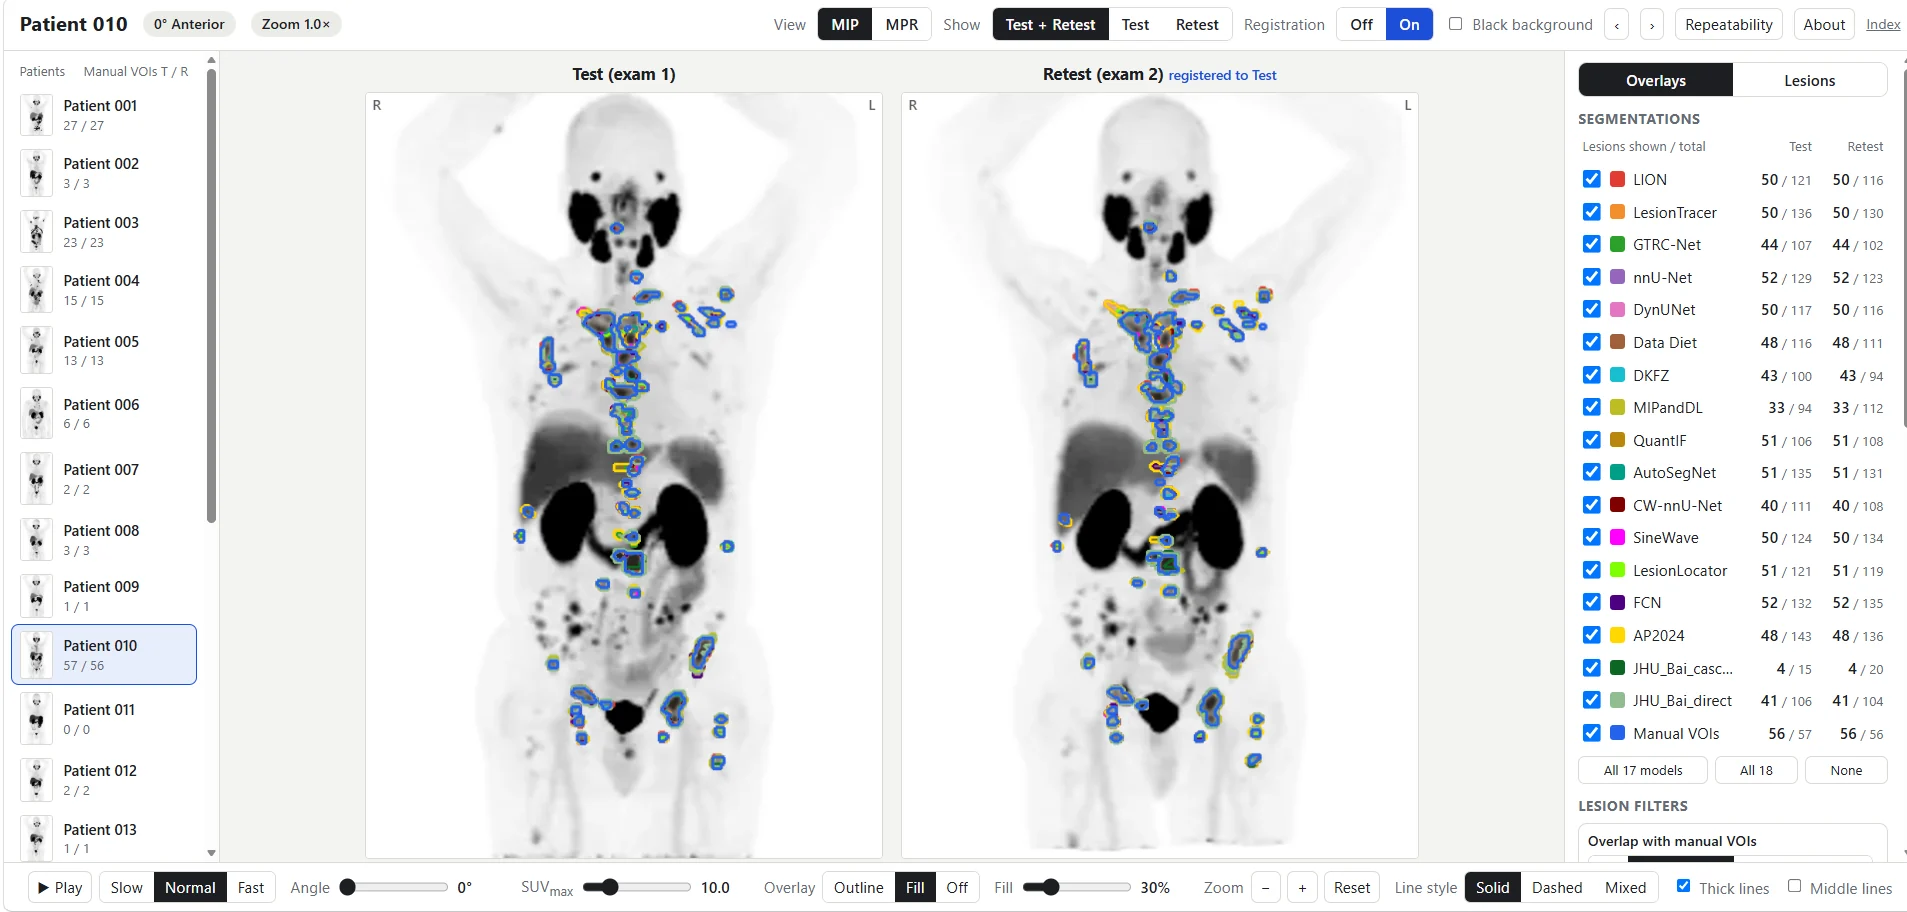 Patient 010 0° Anterior Zoom 1.0× View MIP MPR Show Test + Retest Test Retest Registration Off On Black background ‹ › Repeatability About Index
Patients Manual VOIs T / R
Patient 001
27 / 27
Patient 002
3 / 3
Patient 003
23 / 23
Patient 004
15 / 15
Patient 005
13 / 13
Patient 006
6 / 6
Patient 007
2 / 2
Patient 008
3 / 3
Patient 009
1 / 1
Patient 010
57 / 56
Patient 011
0 / 0
Patient 012
2 / 2
Patient 013
1 / 1
Test (exam 1)
R L
Retest (exam 2) registered to Test
R L
Overlays Lesions
SEGMENTATIONS
Lesions shown / total Test Retest
LION 50 / 121 50 / 116
LesionTracer 50 / 136 50 / 130
GTRC-Net 44 / 107 44 / 102
nnU-Net 52 / 129 52 / 123
DynUNet 50 / 117 50 / 116
Data Diet 48 / 116 48 / 111
DKFZ 43 / 100 43 / 94
MIPandDL 33 / 94 33 / 112
QuantIF 51 / 106 51 / 108
AutoSegNet 51 / 135 51 / 131
CW-nnU-Net 40 / 111 40 / 108
SineWave 50 / 124 50 / 134
LesionLocator 51 / 121 51 / 119
FCN 52 / 132 52 / 135
AP2024 48 / 143 48 / 136
JHU_Bai_casc... 4 / 15 4 / 20
JHU_Bai_direct 41 / 106 41 / 104
Manual VOIs 56 / 57 56 / 56
All 17 models All 18 None
LESION FILTERS
Overlap with manual VOIs
Play Slow Normal Fast Angle 0° SUVmax 10.0 Overlay Outline Fill Off Fill 30% Zoom − + Reset Line style Solid Dashed Mixed Thick lines Middle lines